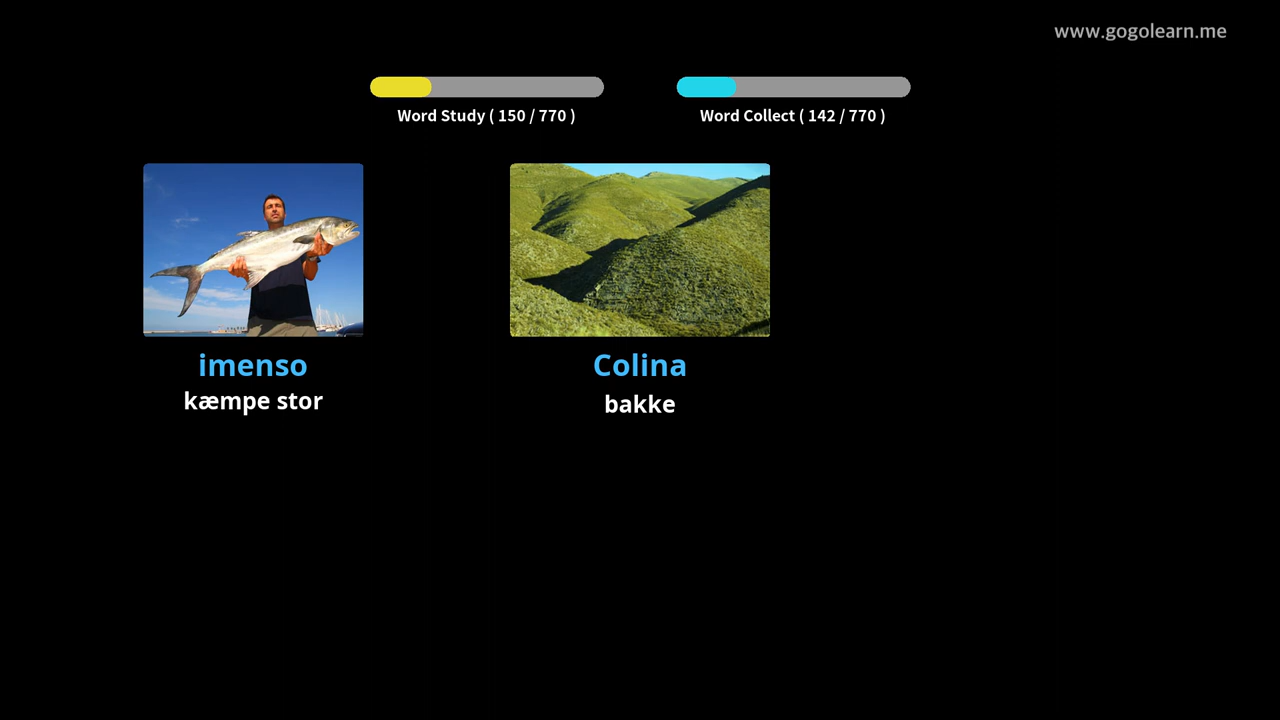 www.gogolearn.me
Word Study ( 150 / 770 )
Word Collect ( 142 / 770 )
imenso
kæmpe stor
Colina
bakke